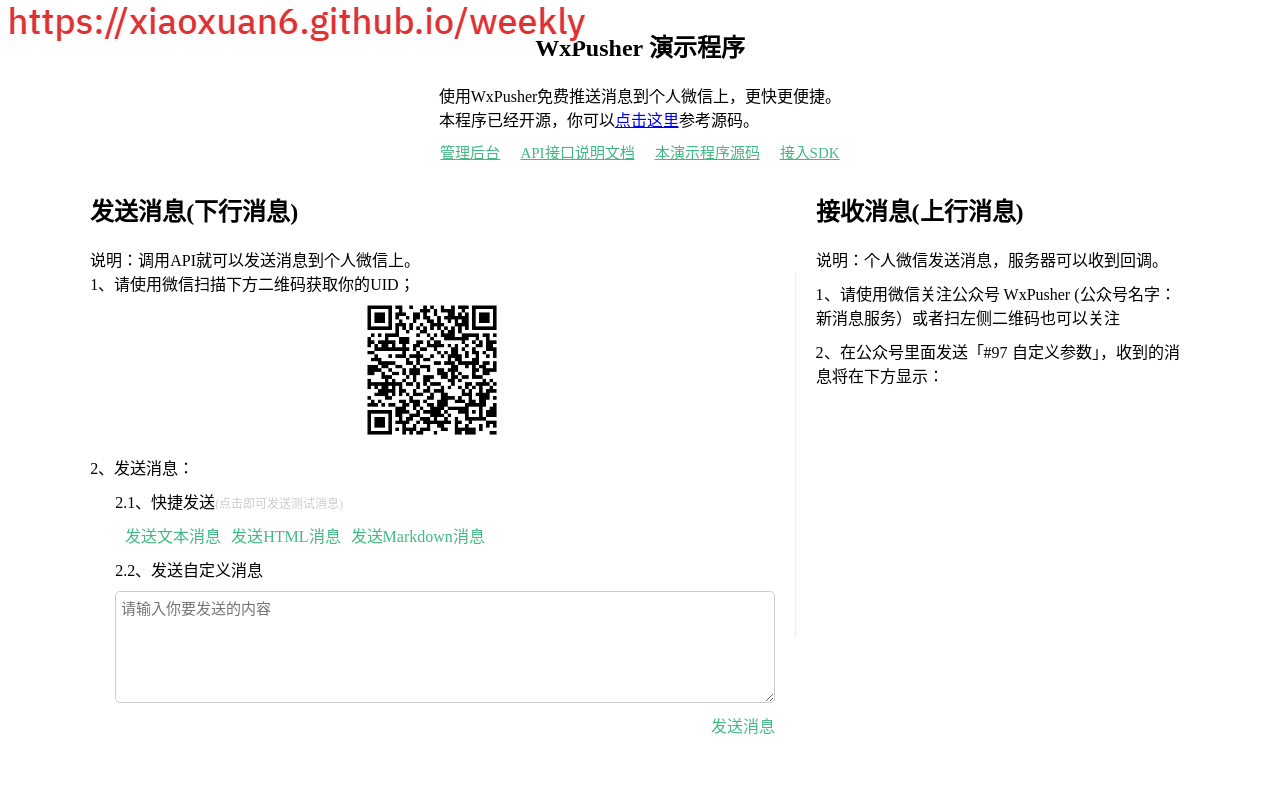 https://xiaoxuan6.github.io/weekly
WxPusher 演示程序
使用WxPusher免费推送消息到个人微信上，更快更便捷。
本程序已经开源，你可以点击这里参考源码。
管理后台 API接口说明文档 本演示程序源码 接入SDK
发送消息(下行消息)
说明：调用API就可以发送消息到个人微信上。
1、请使用微信扫描下方二维码获取你的UID；
2、发送消息：
2.1、快捷发送(点击即可发送测试消息)
发送文本消息 发送HTML消息 发送Markdown消息
2.2、发送自定义消息
请输入你要发送的内容
发送消息
接收消息(上行消息)
说明：个人微信发送消息，服务器可以收到回调。
1、请使用微信关注公众号 WxPusher (公众号名字：
新消息服务）或者扫左侧二维码也可以关注
2、在公众号里面发送「#97 自定义参数」，收到的消
息将在下方显示：